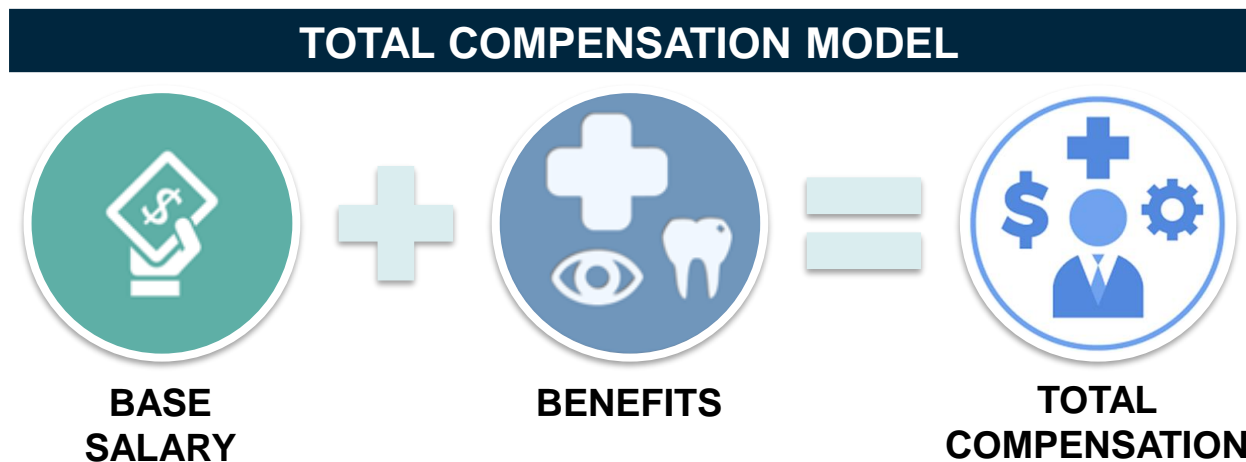 TOTAL COMPENSATION MODEL
$
$
BASE
SALARY
BENEFITS
TOTAL
COMPENSATION